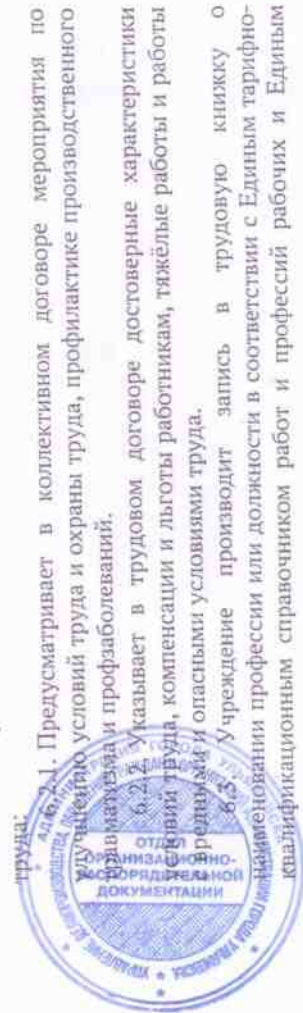 труда:
6.2.1. Предусматривает в коллективном договоре мероприятия по
улучшению условий труда и охраны труда, профилактике производственного
травматизма и профзаболеваний.
6.2.2. Указывает в трудовом договоре достоверные характеристики
условий труда, компенсации и льготы работникам, тяжёлые работы и работы
с вредными и опасными условиями труда.
6.3. Учреждение производит запись в трудовую книжку о
наименовании профессии или должности в соответствии с Единым тарифно-
квалификационным справочником работ и профессий рабочих и Единым
ОТДЕЛ
ОРГАНИЗАЦИОННО-
РАСПОРЯДИТЕЛЬНОЙ
ДОКУМЕНТАЦИИ